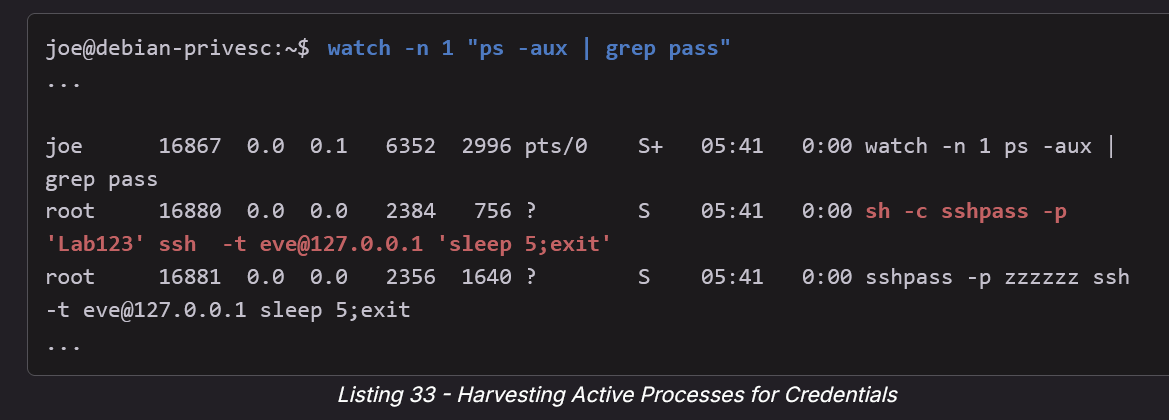 joe@debian-privesc:~$ watch -n 1 "ps -aux | grep pass"
...
joe      16867  0.0  0.1   6352  2996 pts/0    S+   05:41   0:00 watch -n 1 ps -aux |
grep pass
root     16880  0.0  0.0   2384   756 ?        S    05:41   0:00 sh -c sshpass -p
'Lab123' ssh  -t eve@127.0.0.1 'sleep 5;exit'
root     16881  0.0  0.0   2356  1640 ?        S    05:41   0:00 sshpass -p zzzzzz ssh
-t eve@127.0.0.1 sleep 5;exit
...
Listing 33 - Harvesting Active Processes for Credentials